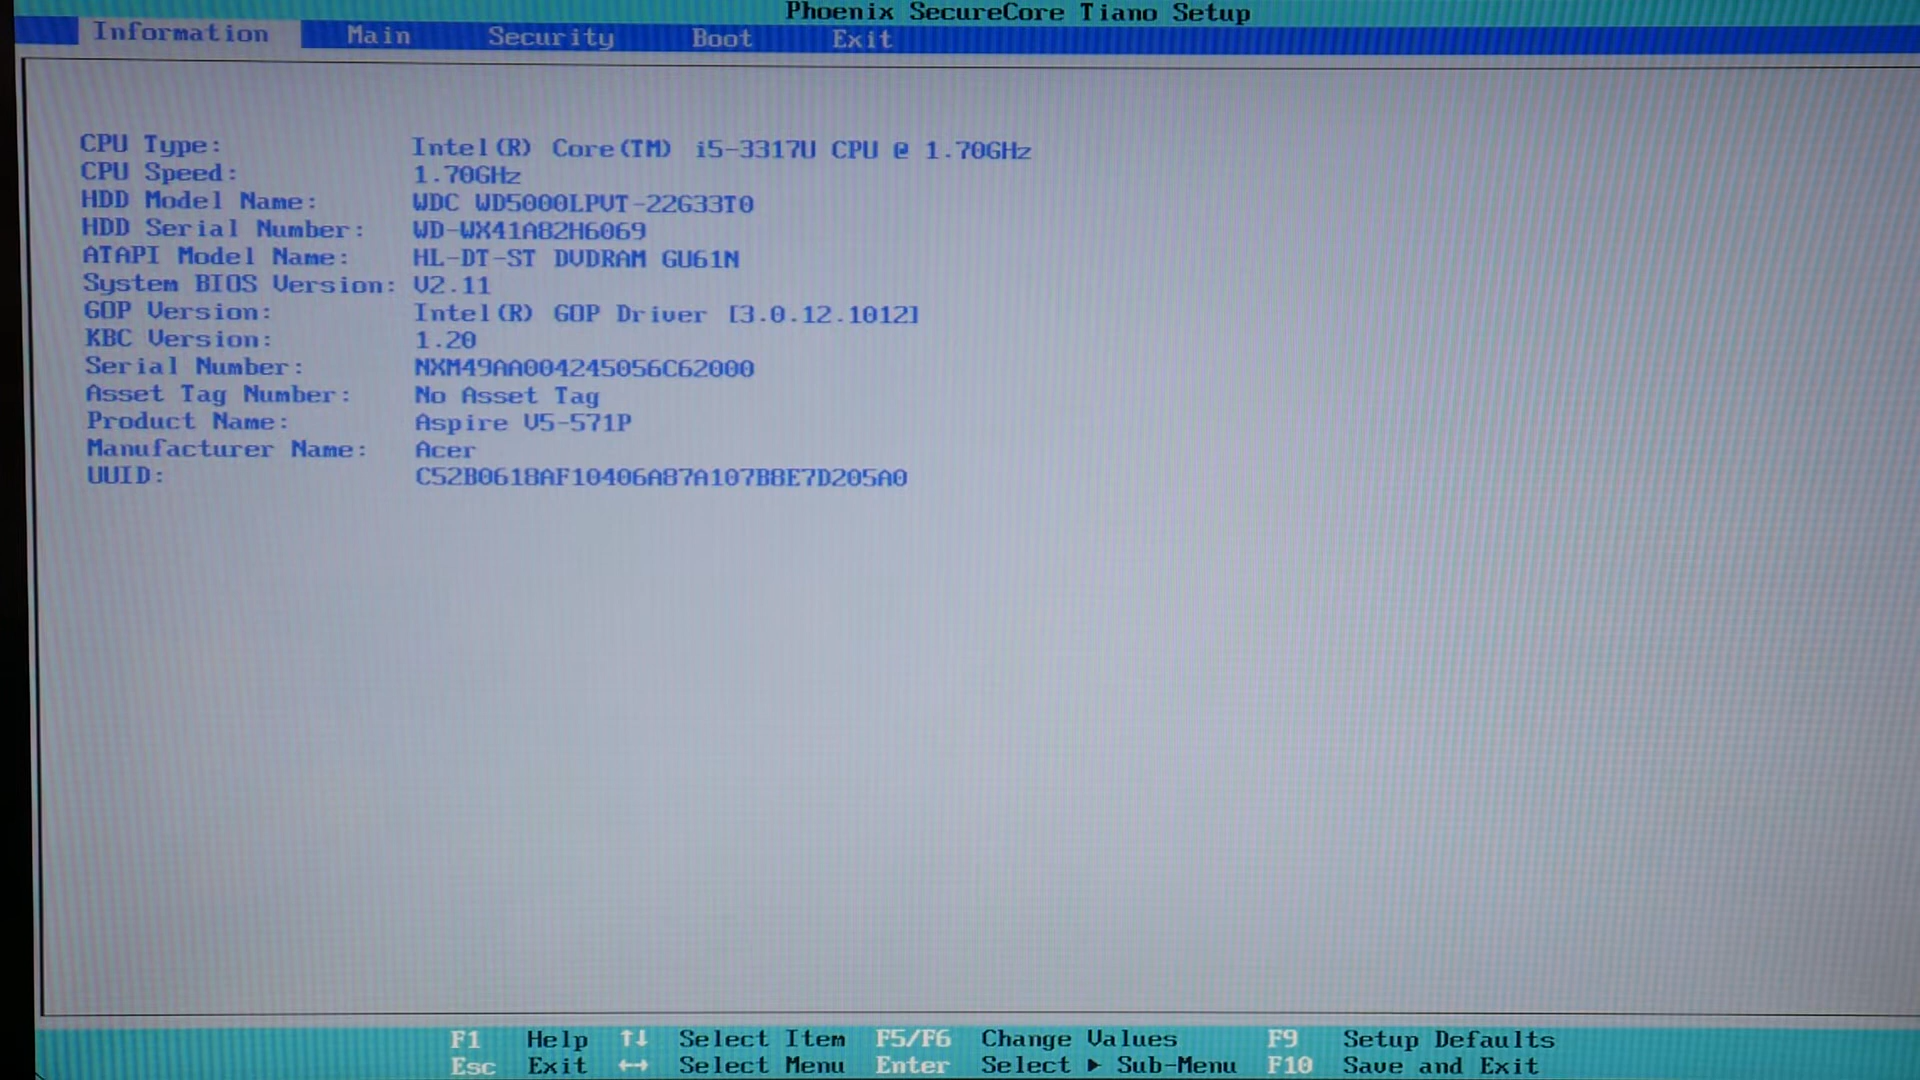 Phoenix SecureCore Tiano Setup
Information Main Security Boot Exit
CPU Type: Intel(R) Core(TM) i5-3317U CPU @ 1.70GHz
CPU Speed: 1.70GHz
HDD Model Name: WDC WD5000LPVT-22G33T0
HDD Serial Number: WD-WX41A82H6069
ATAPI Model Name: HL-DT-ST DVDRAM GU61N
System BIOS Version: V2.11
GOP Version: Intel(R) GOP Driver [3.0.12.1012]
KBC Version: 1.20
Serial Number: NXM49AA004245056C62000
Asset Tag Number: No Asset Tag
Product Name: Aspire V5-571P
Manufacturer Name: Acer
UUID: C52B0618AF10406A87A107B8E7D205A0
F1 Help ↑↓ Select Item F5/F6 Change Values F9 Setup Defaults
Esc Exit ↔ Select Menu Enter Select ▶ Sub-Menu F10 Save and Exit